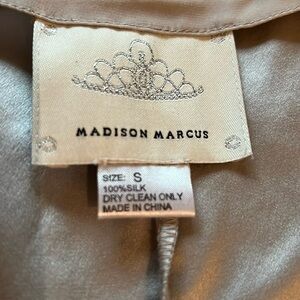 MADISON MARCUS
SIZE: S
100%SILK
DRY CLEAN ONLY
MADE IN CHINA